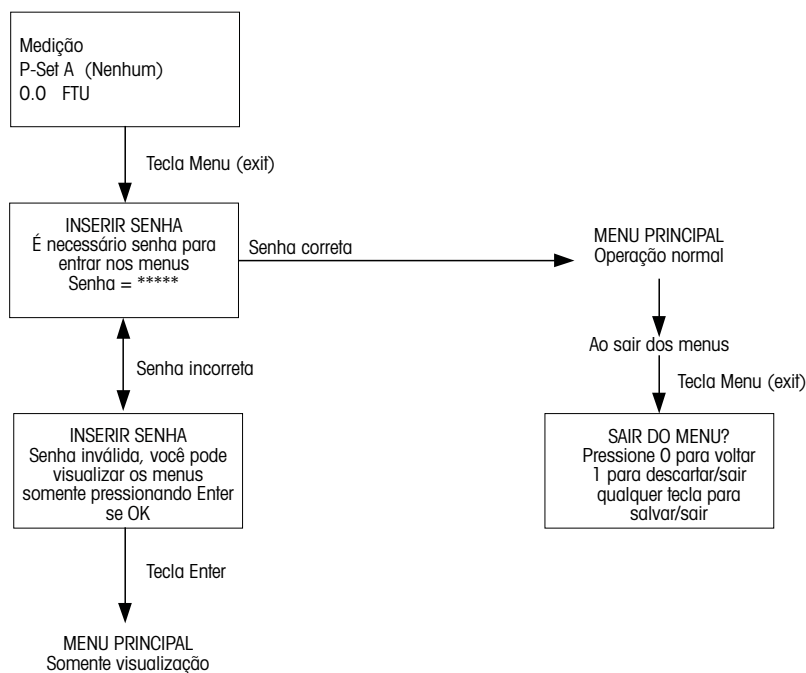 Medição
P-Set A (Nenhum)
0.0 FTU
Tecla Menu (exit)
INSERIR SENHA
É necessário senha para
entrar nos menus
Senha = *****
Senha correta
MENU PRINCIPAL
Operação normal
Ao sair dos menus
Tecla Menu (exit)
Senha incorreta
INSERIR SENHA
Senha inválida, você pode
visualizar os menus
somente pressionando Enter
se OK
SAIR DO MENU?
Pressione 0 para voltar
1 para descartar/sair
qualquer tecla para
salvar/sair
Tecla Enter
MENU PRINCIPAL
Somente visualização